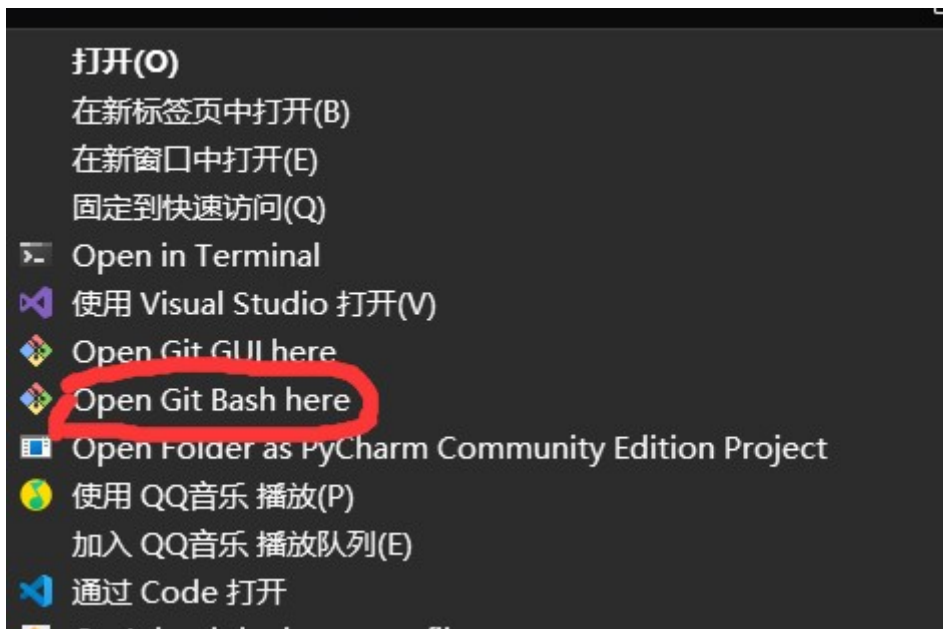 打开(O)
在新标签页中打开(B)
在新窗口中打开(E)
固定到快速访问(Q)
Open in Terminal
使用 Visual Studio 打开(V)
Open Git GUI here
Open Git Bash here
Open Folder as PyCharm Community Edition Project
使用 QQ音乐 播放(P)
加入 QQ音乐 播放队列(E)
通过 Code 打开